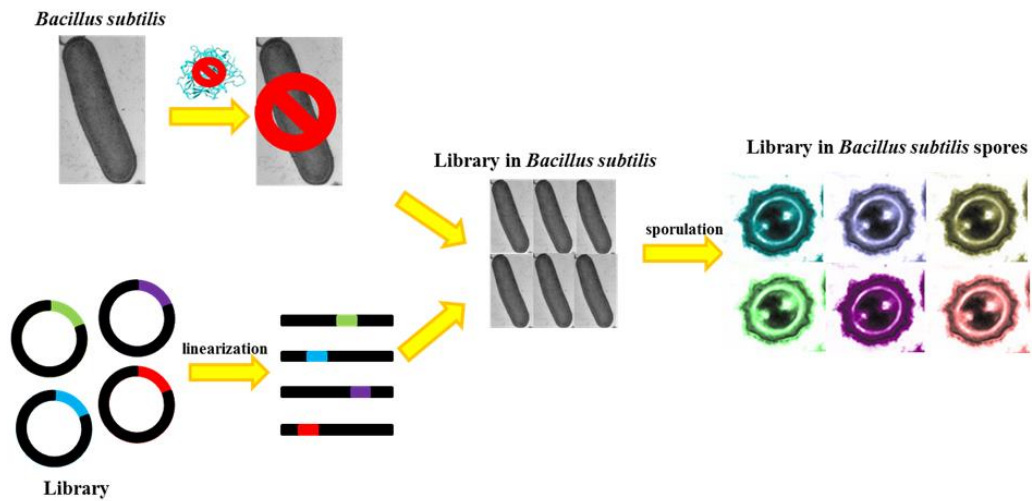 Bacillus subtilis
Library in Bacillus subtilis
Library in Bacillus subtilis spores
sporulation
linearization
Library